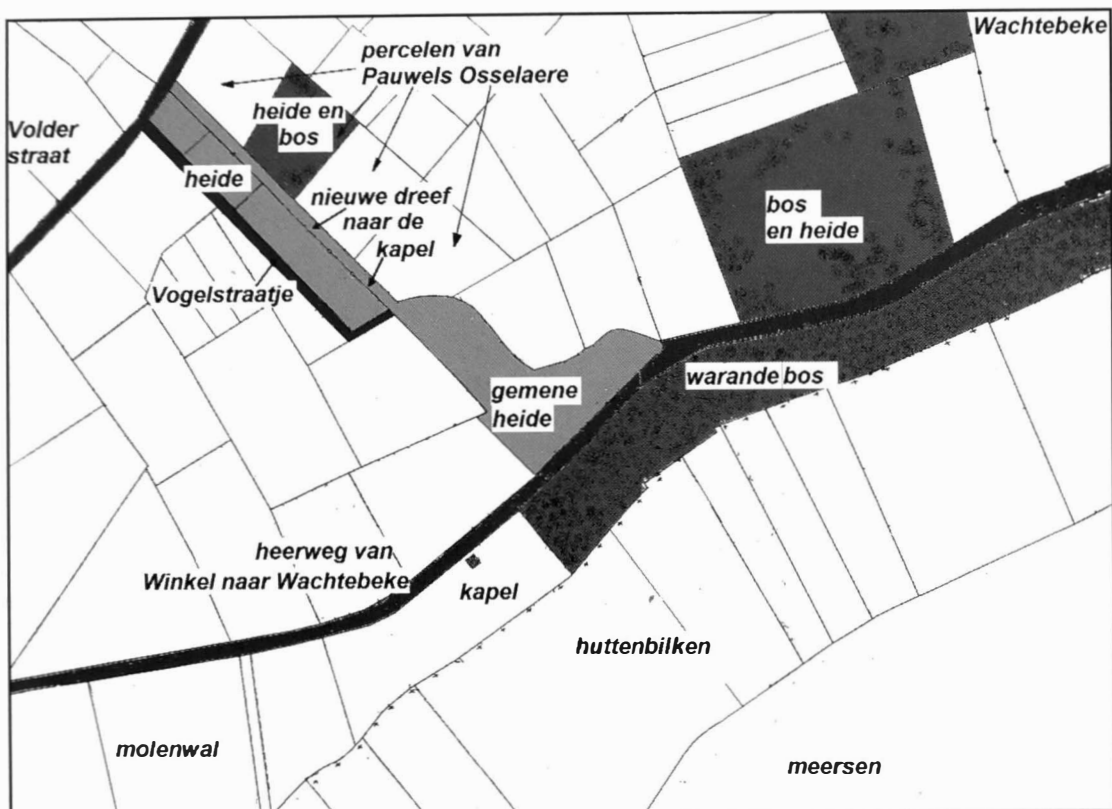 Wachtebeke
percelen van
Pauwels Osselaere
heide en
bos
Volder
straat
heide
nieuwe dreef
naar de
kapel
bos
en heide
Vogelstraatje
warande bos
gemene
heide
heerweg van
Winkel naar Wachtebeke
kapel
huttenbilken
molenwal
meersen